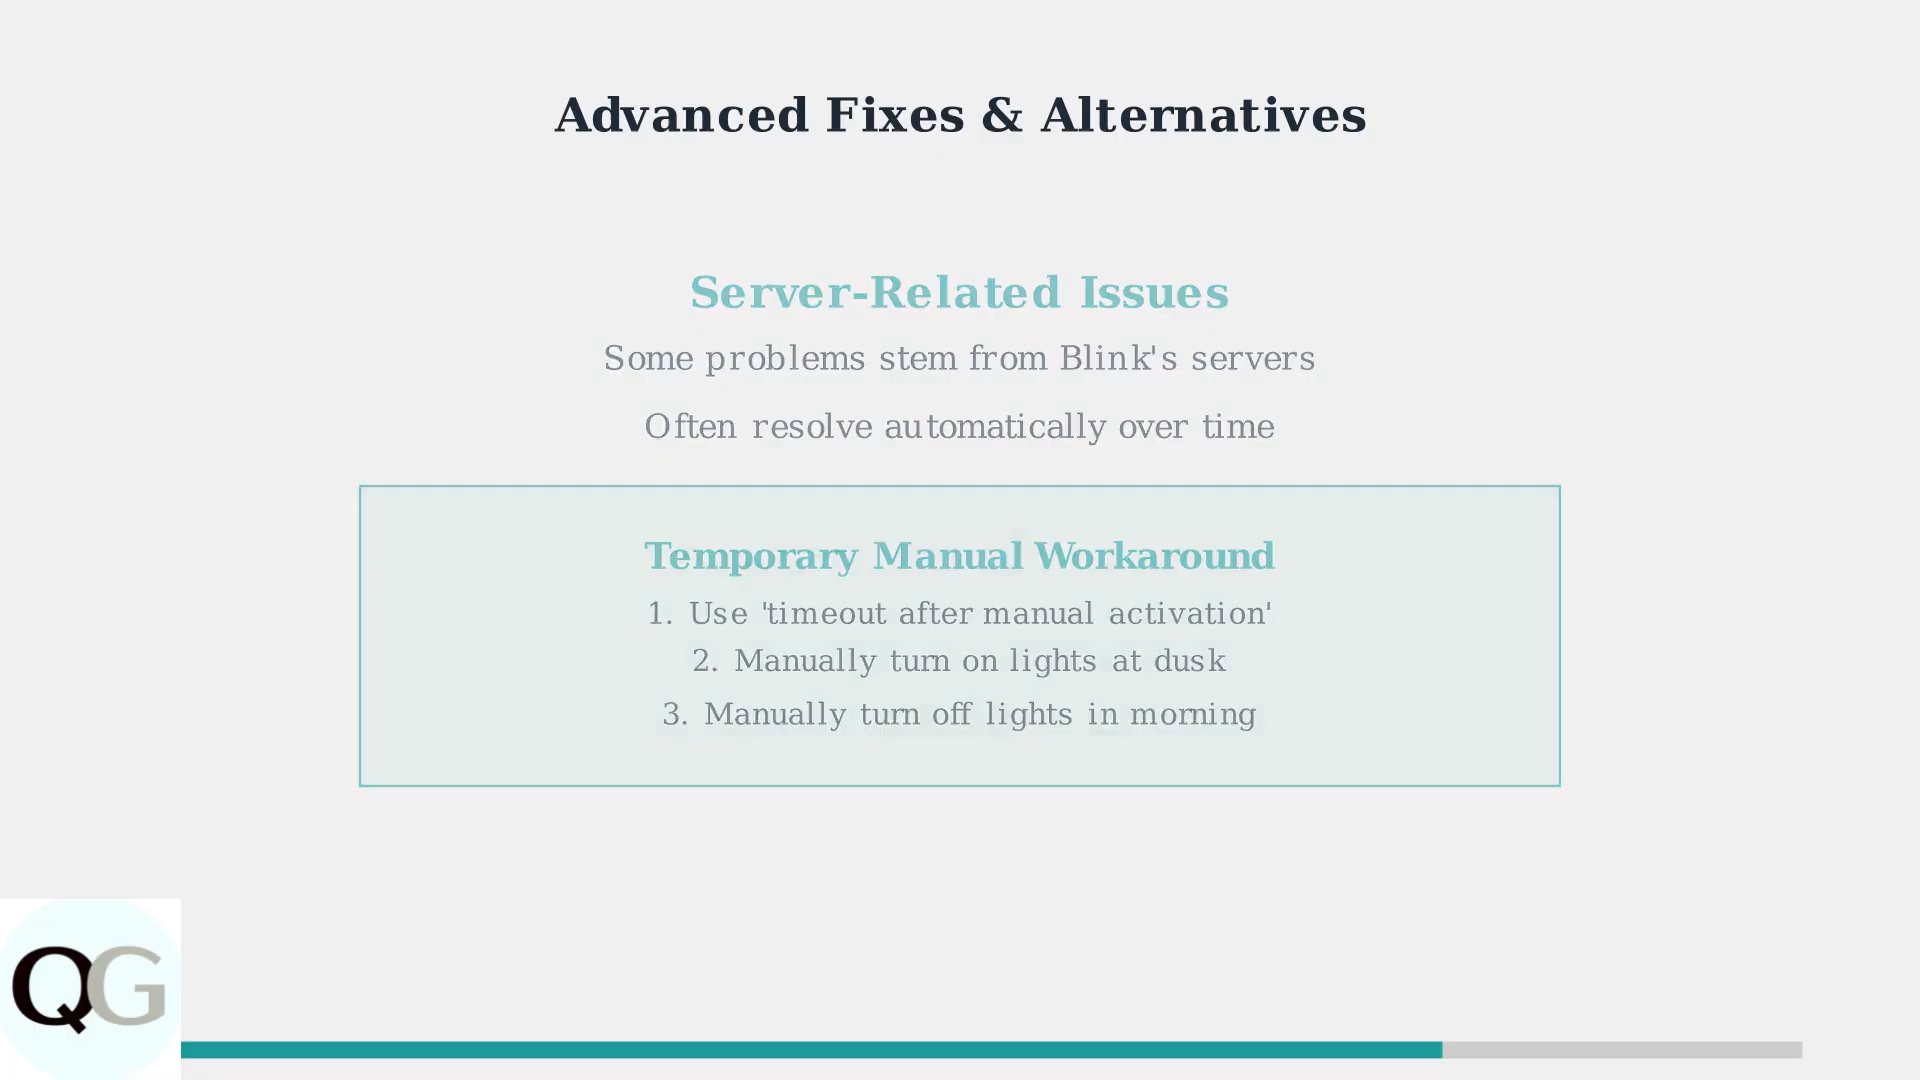 Advanced Fixes & Alternatives
Server-Related Issues
Some problems stem from Blink's servers
Often resolve automatically over time
Temporary Manual Workaround
1. Use 'timeout after manual activation'
2. Manually turn on lights at dusk
3. Manually turn off lights in morning
QG